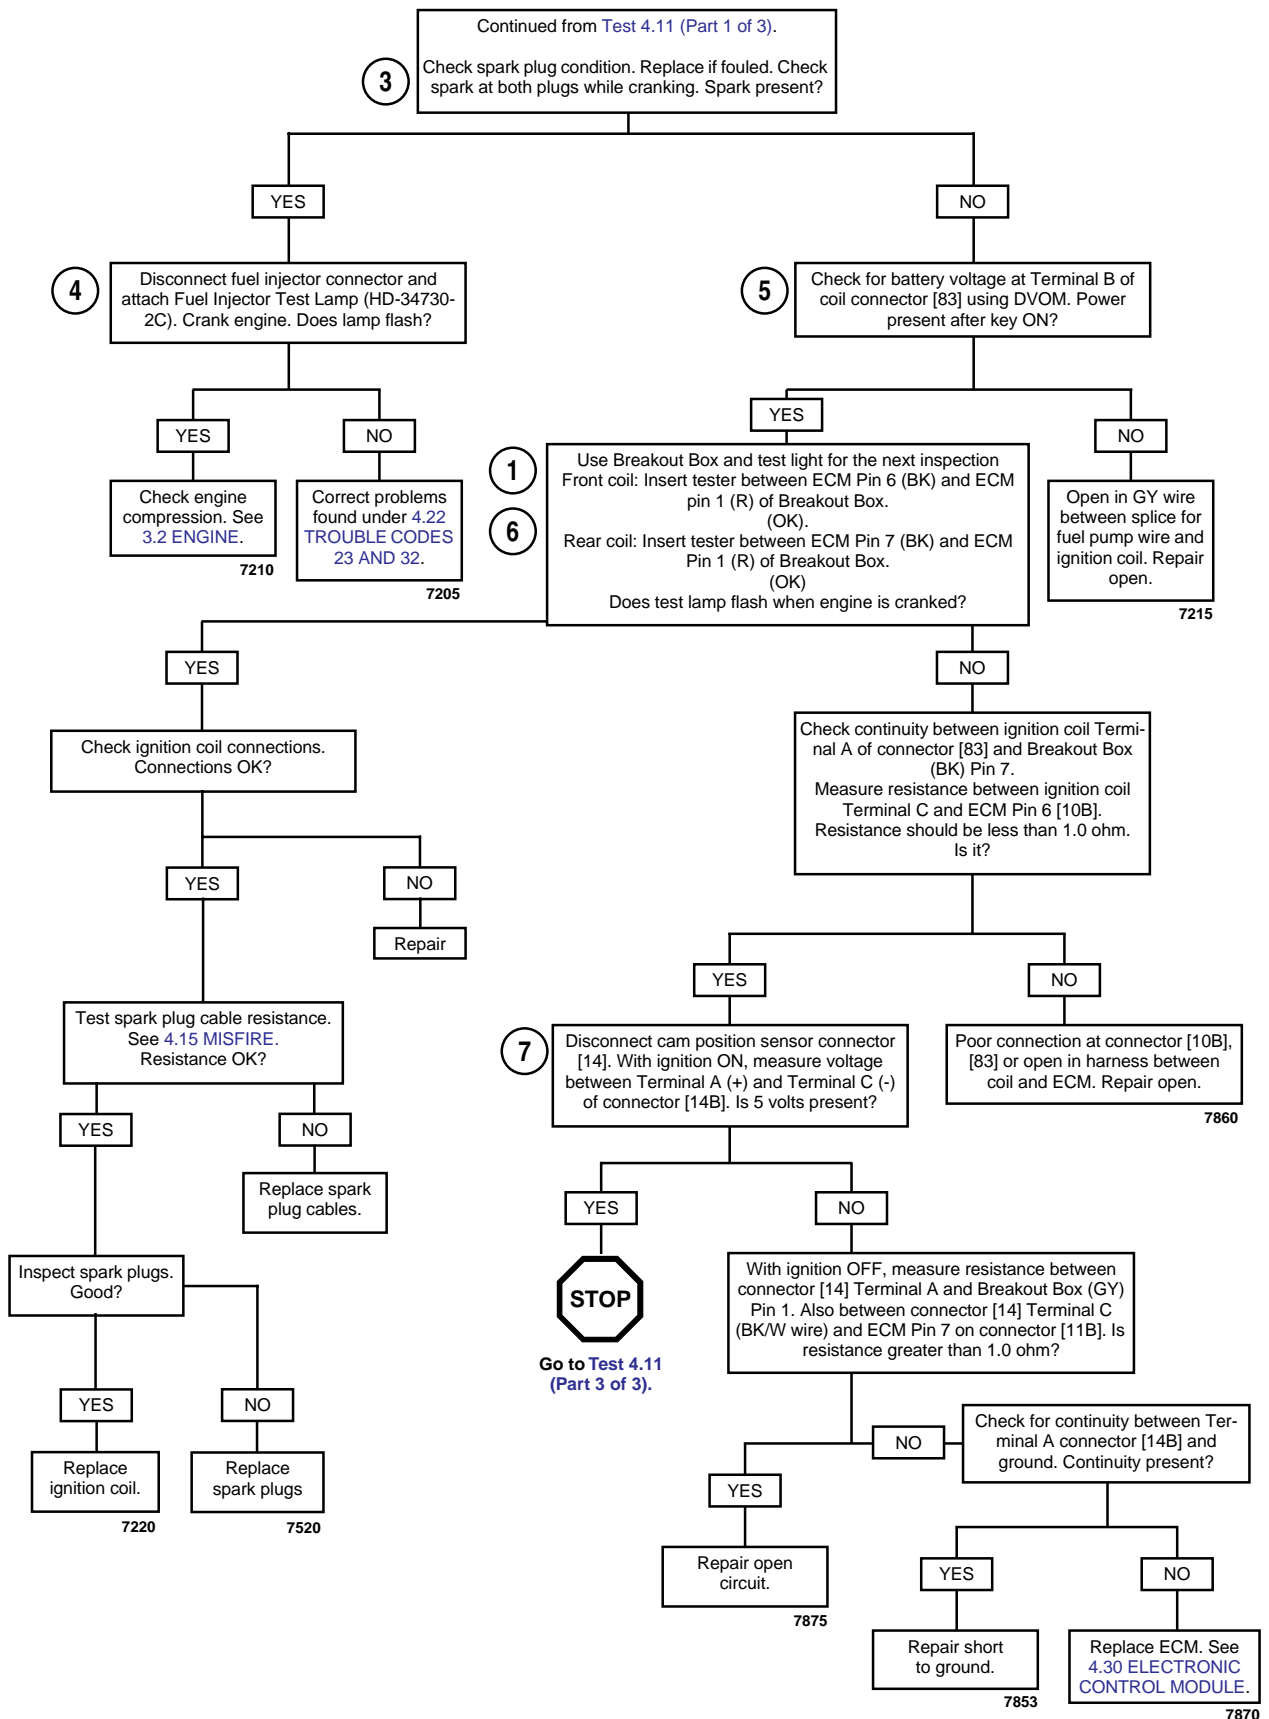 Continued from Test 4.11 (Part 1 of 3).
3
Check spark plug condition. Replace if fouled. Check
spark at both plugs while cranking. Spark present?
YES
NO
4
Disconnect fuel injector connector and
attach Fuel Injector Test Lamp (HD-34730-
2C). Crank engine. Does lamp flash?
5
Check for battery voltage at Terminal B of
coil connector [83] using DVOM. Power
present after key ON?
YES
NO
YES
NO
Check engine
compression. See
3.2 ENGINE.
7210
Correct problems
found under 4.22
TROUBLE CODES
23 AND 32.
7205
1
6
Use Breakout Box and test light for the next inspection
Front coil: Insert tester between ECM Pin 6 (BK) and ECM
pin 1 (R) of Breakout Box.
(OK).
Rear coil: Insert tester between ECM Pin 7 (BK) and ECM
Pin 1 (R) of Breakout Box.
(OK)
Does test lamp flash when engine is cranked?
Open in GY wire
between splice for
fuel pump wire and
ignition coil. Repair
open.
7215
YES
NO
Check ignition coil connections.
Connections OK?
Check continuity between ignition coil Termi-
nal A of connector [83] and Breakout Box
(BK) Pin 7.
Measure resistance between ignition coil
Terminal C and ECM Pin 6 [10B].
Resistance should be less than 1.0 ohm.
Is it?
YES
NO
Repair
YES
NO
Test spark plug cable resistance.
See 4.15 MISFIRE.
Resistance OK?
7
Disconnect cam position sensor connector
[14]. With ignition ON, measure voltage
between Terminal A (+) and Terminal C (-)
of connector [14B]. Is 5 volts present?
Poor connection at connector [10B],
[83] or open in harness between
coil and ECM. Repair open.
7860
YES
NO
Replace spark
plug cables.
YES
NO
STOP
Go to Test 4.11
(Part 3 of 3).
Inspect spark plugs.
Good?
With ignition OFF, measure resistance between
connector [14] Terminal A and Breakout Box (GY)
Pin 1. Also between connector [14] Terminal C
(BK/W wire) and ECM Pin 7 on connector [11B]. Is
resistance greater than 1.0 ohm?
YES
NO
Replace
ignition coil.
7220
Replace
spark plugs
7520
NO
Check for continuity between Ter-
minal A connector [14B] and
ground. Continuity present?
YES
Repair open
circuit.
7875
YES
NO
Repair short
to ground.
7853
Replace ECM. See
4.30 ELECTRONIC
CONTROL MODULE.
7870